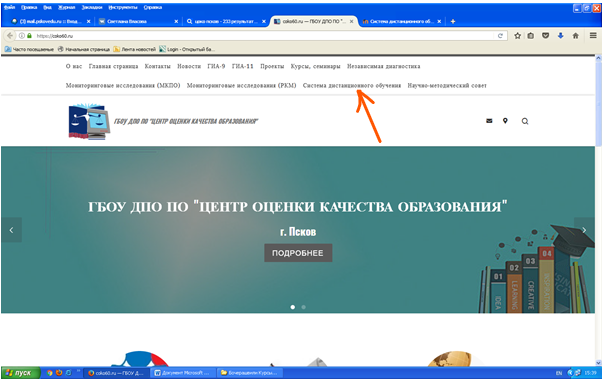 Файл Правка Вид Журнал Закладки Инструменты Справка
(3) mail.pskovedu.ru :: Вход...
Светлана Власова
цоко псков - 233 результат...
coko60.ru — ГБОУ ДПО ПО "...
Система дистанционного об...
https://coko60.ru
Поиск
Часто посещаемые Начальная страница Лента новостей Login - Открытый ба...
О нас Главная страница Контакты Новости ГИА-9 ГИА-11 Проекты Курсы, семинары Независимая диагностика
Мониторинговые исследования (МКПО) Мониторинговые исследования (РКМ) Система дистанционного обучения Научно-методический совет
ГБОУ ДПО ПО "ЦЕНТР ОЦЕНКИ КАЧЕСТВА ОБРАЗОВАНИЯ"
ГБОУ ДПО ПО "ЦЕНТР ОЦЕНКИ КАЧЕСТВА ОБРАЗОВАНИЯ"
г. Псков
ПОДРОБНЕЕ
01 02 03 04
IDEA LEARNING CREATIVE INSPIRATION
пуск
coko60.ru — ГБОУ Д...
Документ Microsoft ...
Вочеращвили Курсы...
EN
15:39